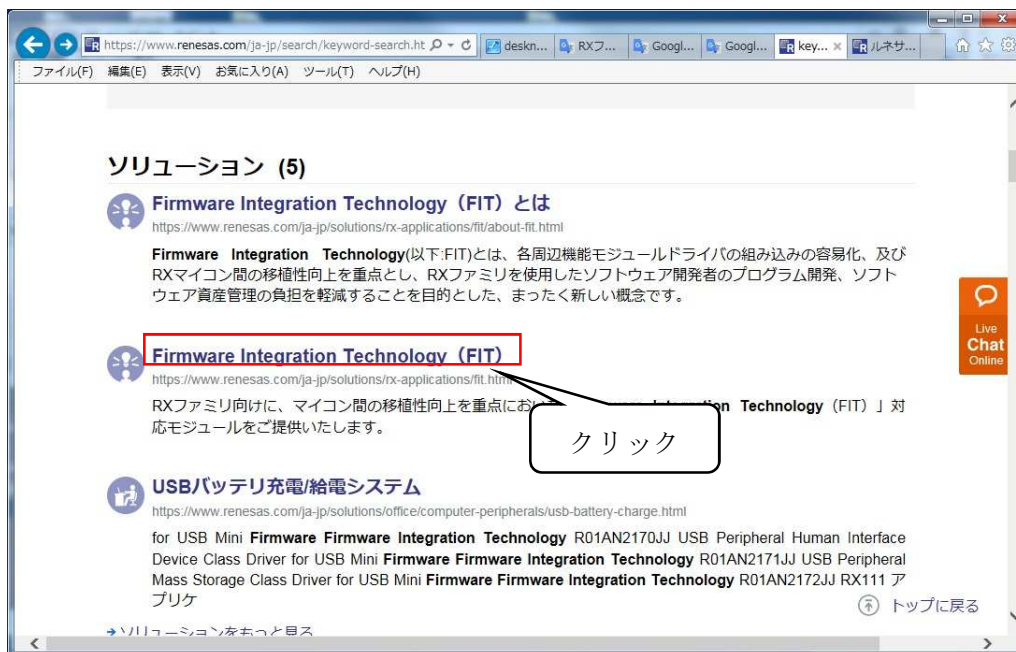 https://www.renesas.com/ja-jp/search/keyword-search.ht
deskn...
RXフ...
Googl...
Googl...
key...
ルネサ...
ファイル(F) 編集(E) 表示(V) お気に入り(A) ツール(T) ヘルプ(H)
ソリューション (5)
Firmware Integration Technology（FIT）とは
https://www.renesas.com/ja-jp/solutions/rx-applications/fit/about-fit.html
Firmware Integration Technology(以下:FIT)とは、各周辺機能モジュールドライバの組み込みの容易化、及び
RXマイコン間の移植性向上を重点とし、RXファミリを使用したソフトウェア開発者のプログラム開発、ソフト
ウェア資産管理の負担を軽減することを目的とした、まったく新しい概念です。
Live
Chat
Online
Firmware Integration Technology（FIT）
https://www.renesas.com/ja-jp/solutions/rx-applications/fit.html
RXファミリ向けに、マイコン間の移植性向上を重点におい Technology（FIT）」対
応モジュールをご提供いたします。
クリック
USBバッテリ充電/給電システム
https://www.renesas.com/ja-jp/solutions/office/computer-peripherals/usb-battery-charge.html
for USB Mini Firmware Firmware Integration Technology R01AN2170JJ USB Peripheral Human Interface
Device Class Driver for USB Mini Firmware Firmware Integration Technology R01AN2171JJ USB Peripheral
Mass Storage Class Driver for USB Mini Firmware Firmware Integration Technology R01AN2172JJ RX111 ア
プリケ
トップに戻る
ソリューションをもっと見る